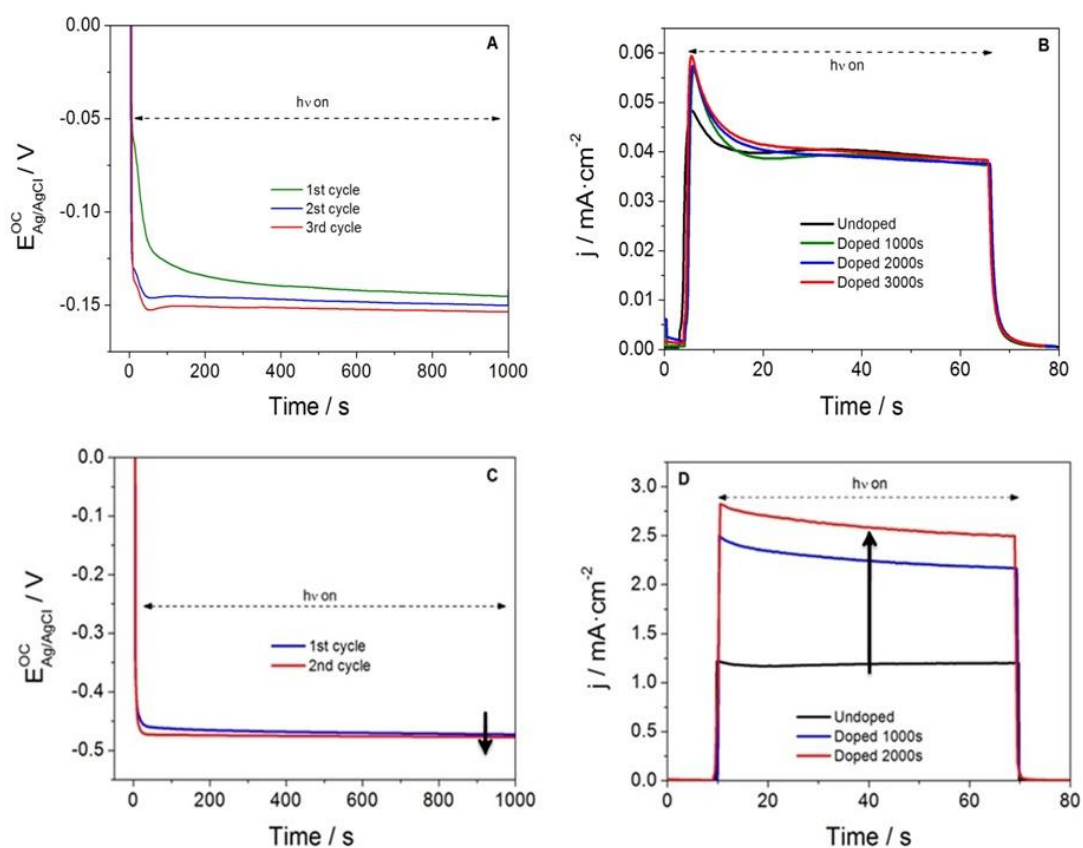 A
0.00
-0.05
-0.10
-0.15
E^OC_Ag/AgCl / V
hν on
1st cycle
2st cycle
3rd cycle
0 200 400 600 800 1000
Time / s
B
0.06
0.05
0.04
0.03
0.02
0.01
0.00
j / mA·cm⁻²
hν on
Undoped
Doped 1000s
Doped 2000s
Doped 3000s
0 20 40 60 80
Time / s
C
0.0
-0.1
-0.2
-0.3
-0.4
-0.5
E^OC_Ag/AgCl / V
hν on
1st cycle
2nd cycle
0 200 400 600 800 1000
Time / s
D
3.0
2.5
2.0
1.5
1.0
0.5
0.0
j / mA·cm⁻²
hν on
Undoped
Doped 1000s
Doped 2000s
0 20 40 60 80
Time / s